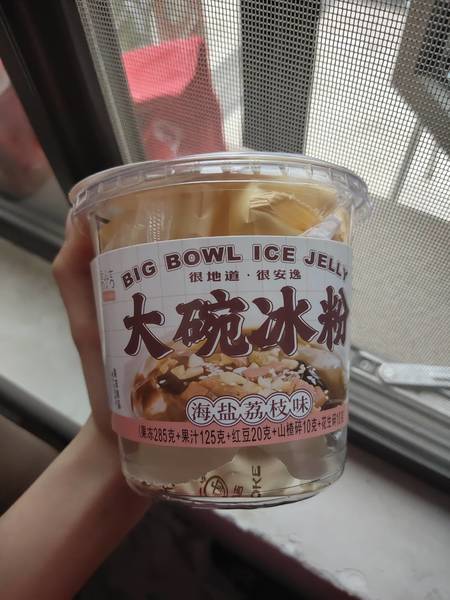 BIG BOWL ICE JELLY
很地道·很安逸
大碗冰粉
海盐荔枝味
(果冻285克+果汁125克+红豆20克+山楂碎10克+花生碎
OKE